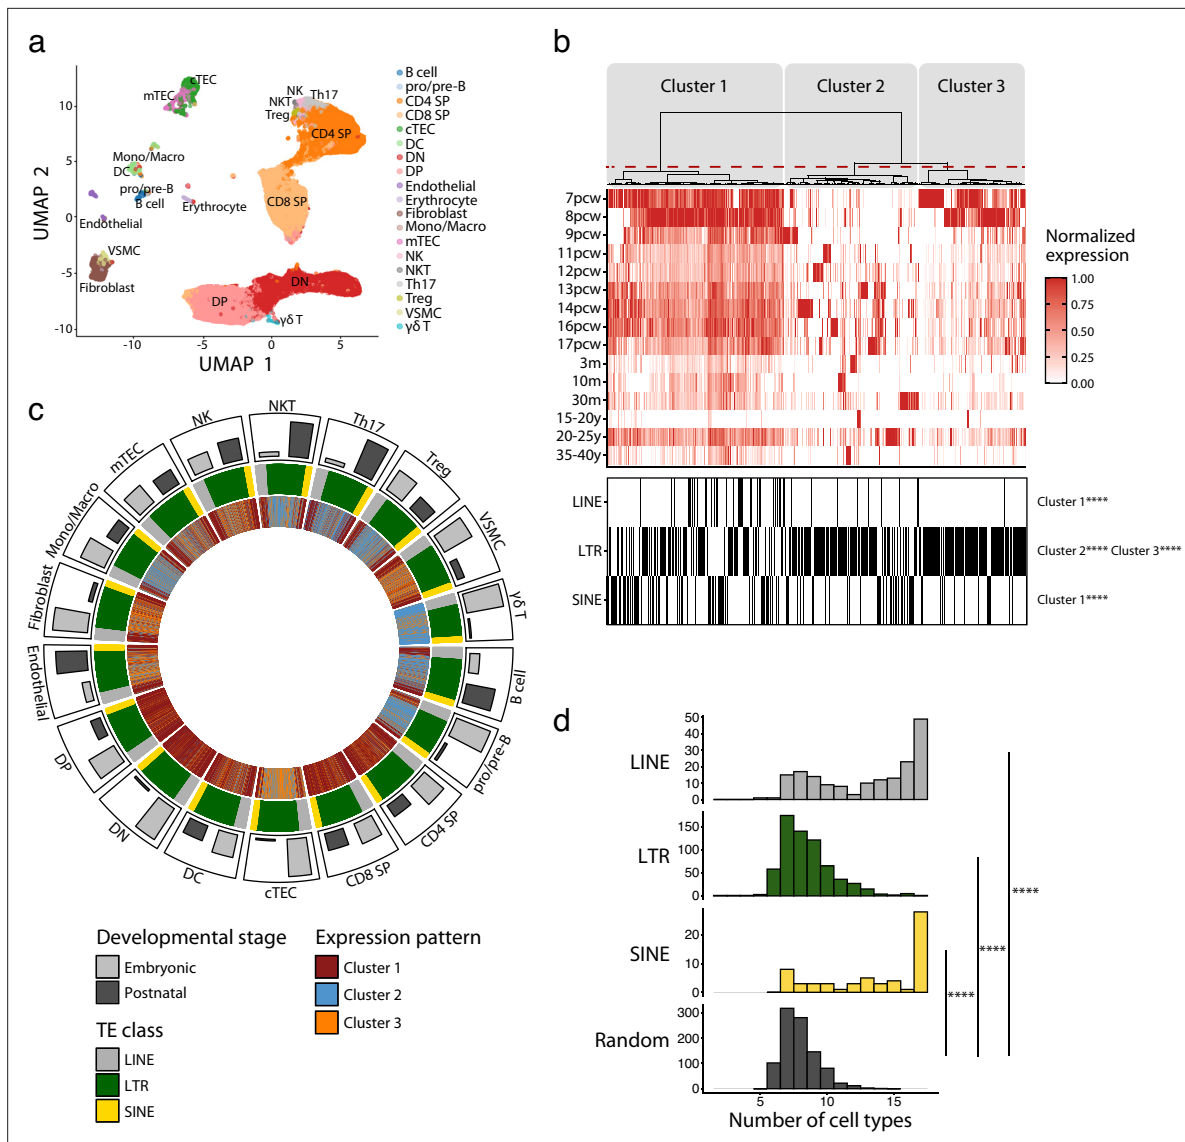 a
UMAP 2
10
5
0
-5
-10
-10
-5
0
5
UMAP 1
cTEC
mTEC
NK
NKT
Th17
Treg
CD4 SP
Mono/Macro
DC
pro/pre-B
B cell
Erythrocyte
CD8 SP
Endothelial
VSMC
Fibroblast
DN
DP
γδ T
B cell
pro/pre-B
CD4 SP
CD8 SP
cTEC
DC
DN
DP
Endothelial
Erythrocyte
Fibroblast
Mono/Macro
mTEC
NK
NKT
Th17
Treg
VSMC
γδ T
b
Cluster 1
Cluster 2
Cluster 3
7pcw
8pcw
9pcw
11pcw
12pcw
13pcw
14pcw
16pcw
17pcw
3m
10m
30m
15-20y
20-25y
35-40y
Normalized
expression
1.00
0.75
0.50
0.25
0.00
LINE
Cluster 1****
LTR
Cluster 2**** Cluster 3****
SINE
Cluster 1****
c
NKT
Th17
Treg
VSMC
γδ T
B cell
pro/pre-B
CD4 SP
CD8 SP
cTEC
DC
DN
DP
Endothelial
Fibroblast
Mono/Macro
mTEC
NK
Developmental stage
Embryonic
Postnatal
TE class
LINE
LTR
SINE
Expression pattern
Cluster 1
Cluster 2
Cluster 3
d
LINE
50
40
30
20
10
0
LTR
150
100
50
0
SINE
20
10
0
Random
300
200
100
0
5
10
15
Number of cell types
****
****
****